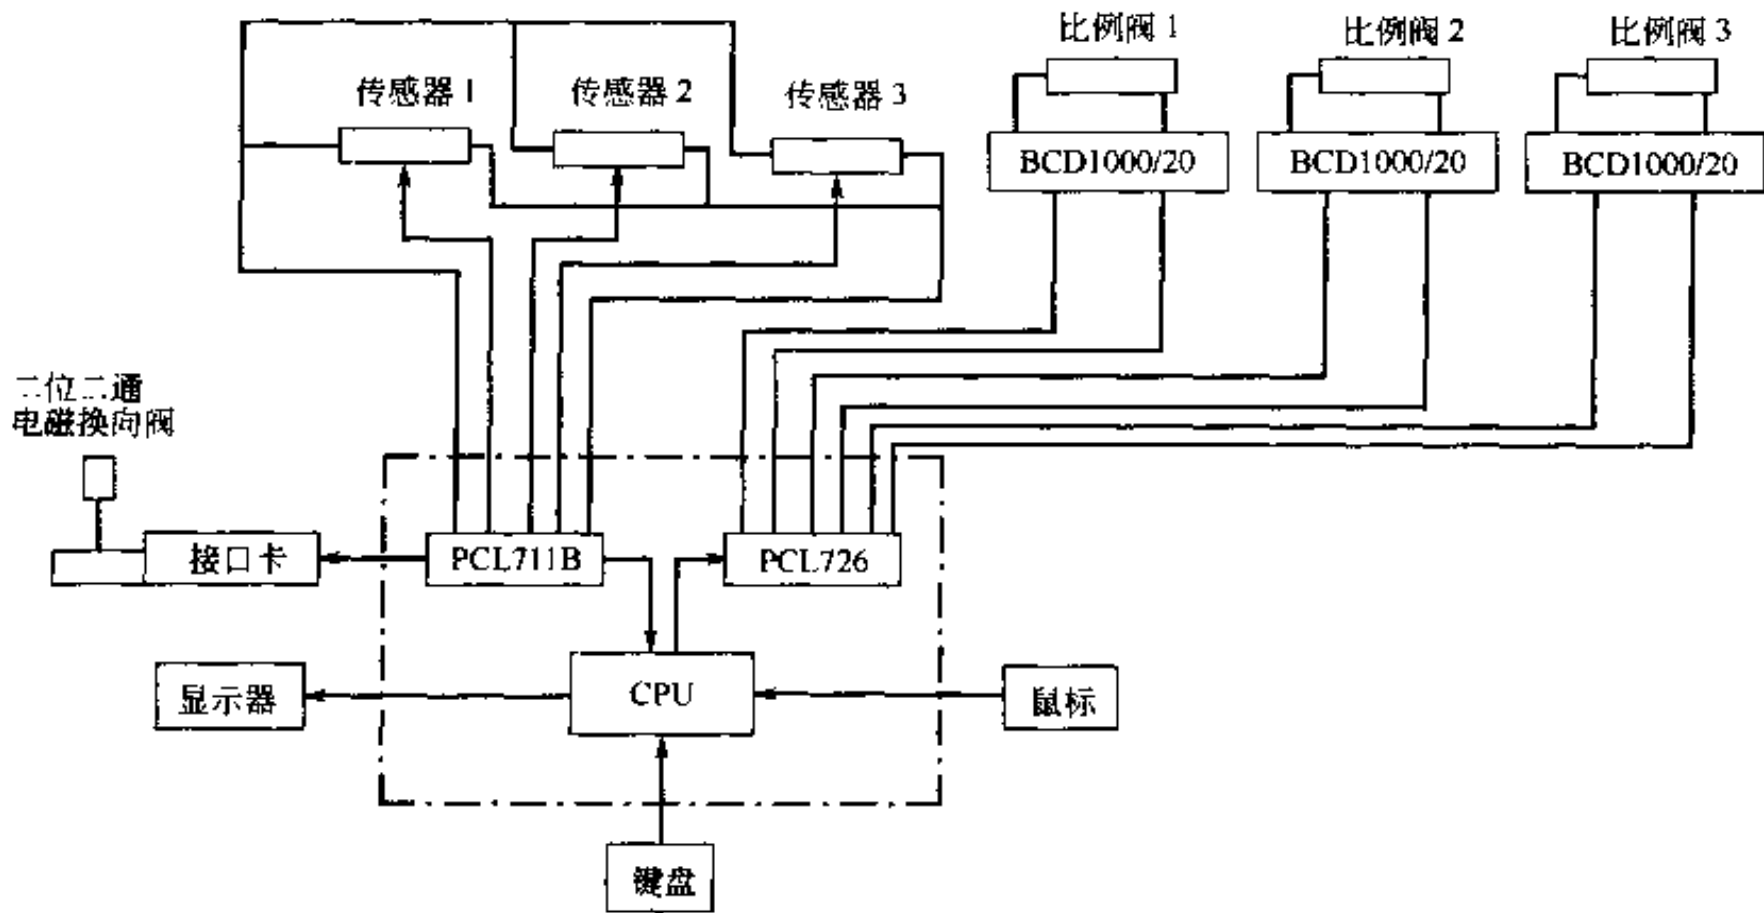 比例阀 1
比例阀 2
比例阀 3
传感器 1
传感器 2
传感器 3
BCD1000/20
BCD1000/20
BCD1000/20
二位二通
电磁换向阀
接口卡
PCL711B
PCL726
显示器
CPU
鼠标
键盘